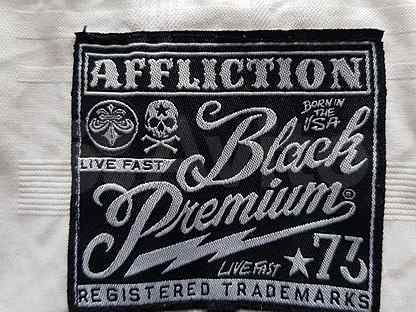 AFFLICTION
BORN IN
THE
USA
Black
LIVE FAST
Premium®
LIVE FAST
★73
REGISTERED TRADEMARKS